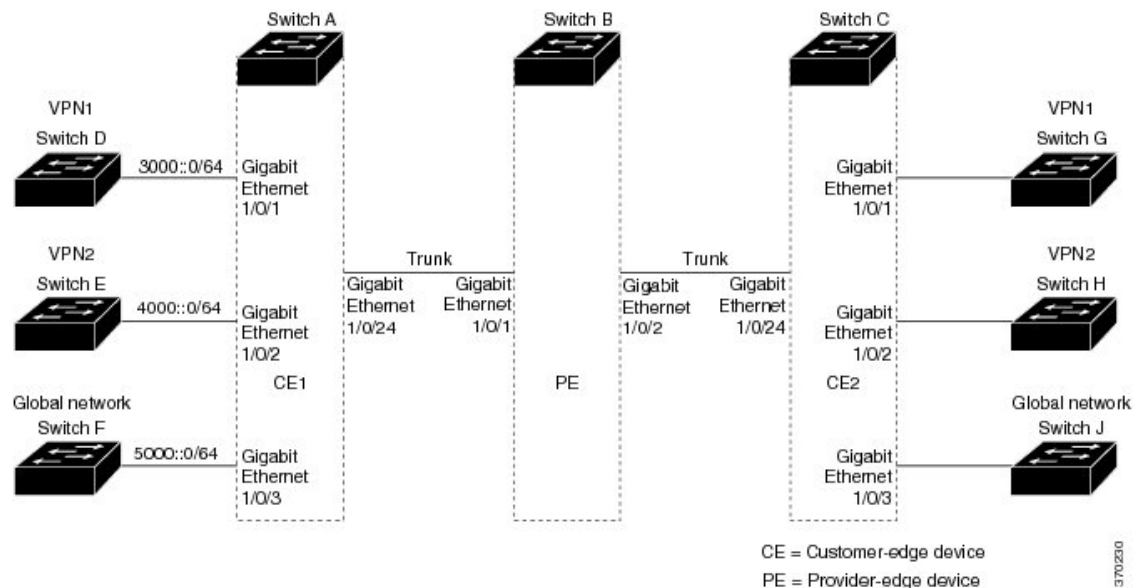 Switch A
Switch B
Switch C
VPN1
Switch D
3000::0/64
Gigabit
Ethernet
1/0/1
VPN2
Switch E
4000::0/64
Gigabit
Ethernet
1/0/2
Global network
Switch F
5000::0/64
Gigabit
Ethernet
1/0/3
CE1
Trunk
Gigabit
Ethernet
1/0/24
Gigabit
Ethernet
1/0/1
PE
Trunk
Gigabit
Ethernet
1/0/2
Gigabit
Ethernet
1/0/24
CE2
Gigabit
Ethernet
1/0/1
VPN1
Switch G
Gigabit
Ethernet
1/0/2
VPN2
Switch H
Gigabit
Ethernet
1/0/3
Global network
Switch J
CE = Customer-edge device
PE = Provider-edge device
370230